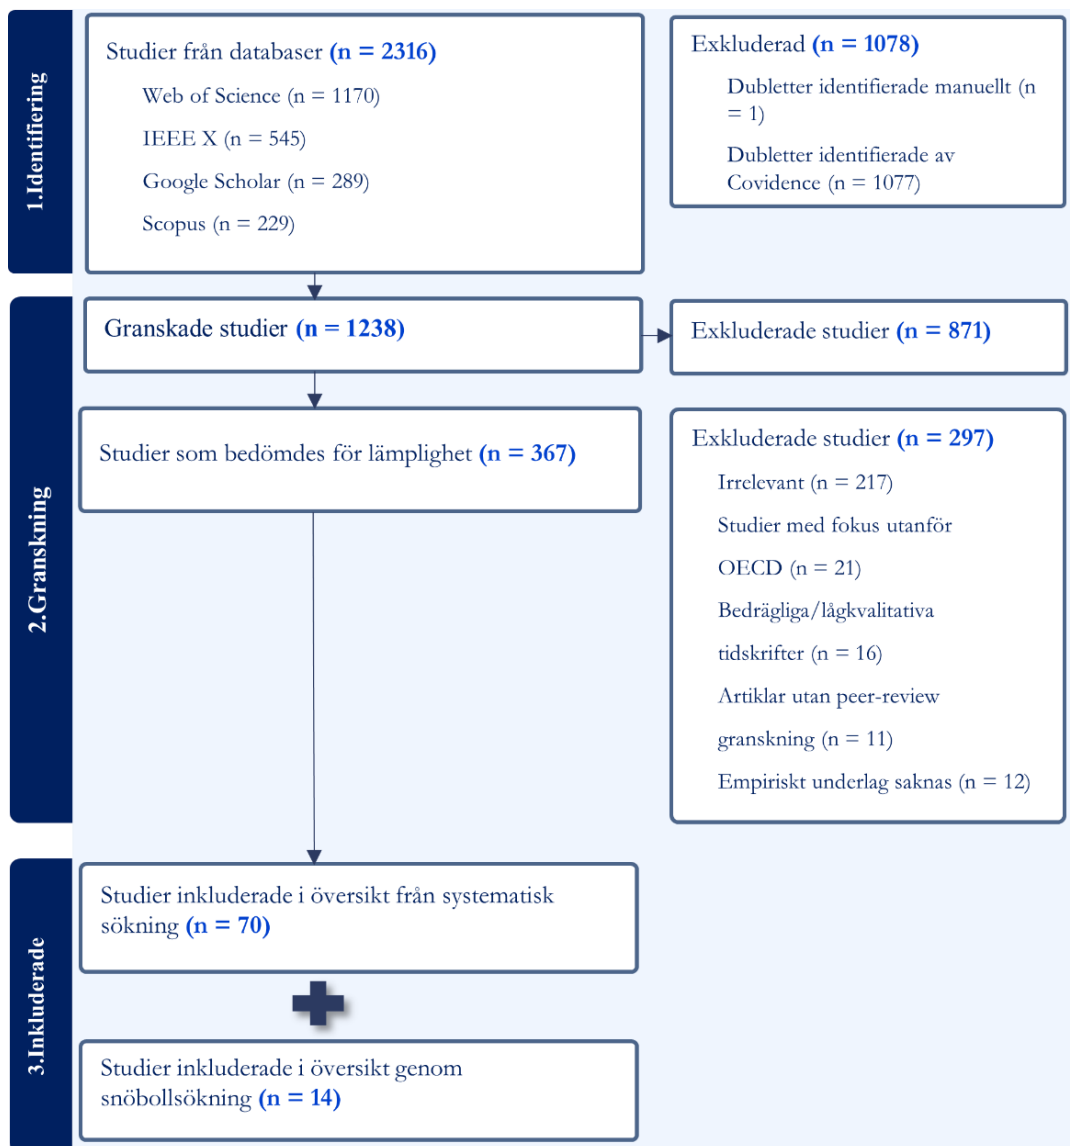 1.Identifiering
Studier från databaser (n = 2316)
Web of Science (n = 1170)
IEEE X (n = 545)
Google Scholar (n = 289)
Scopus (n = 229)
Exkluderad (n = 1078)
Dubletter identifierade manuellt (n
= 1)
Dubletter identifierade av
Covidence (n = 1077)
2.Granskning
Granskade studier (n = 1238)
Exkluderade studier (n = 871)
Studier som bedömdes för lämplighet (n = 367)
Exkluderade studier (n = 297)
Irrelevant (n = 217)
Studier med fokus utanför
OECD (n = 21)
Bedrägliga/lågkvalitativa
tidskrifter (n = 16)
Artiklar utan peer-review
granskning (n = 11)
Empiriskt underlag saknas (n = 12)
3.Inkluderade
Studier inkluderade i översikt från systematisk
sökning (n = 70)
Studier inkluderade i översikt genom
snöbollsökning (n = 14)